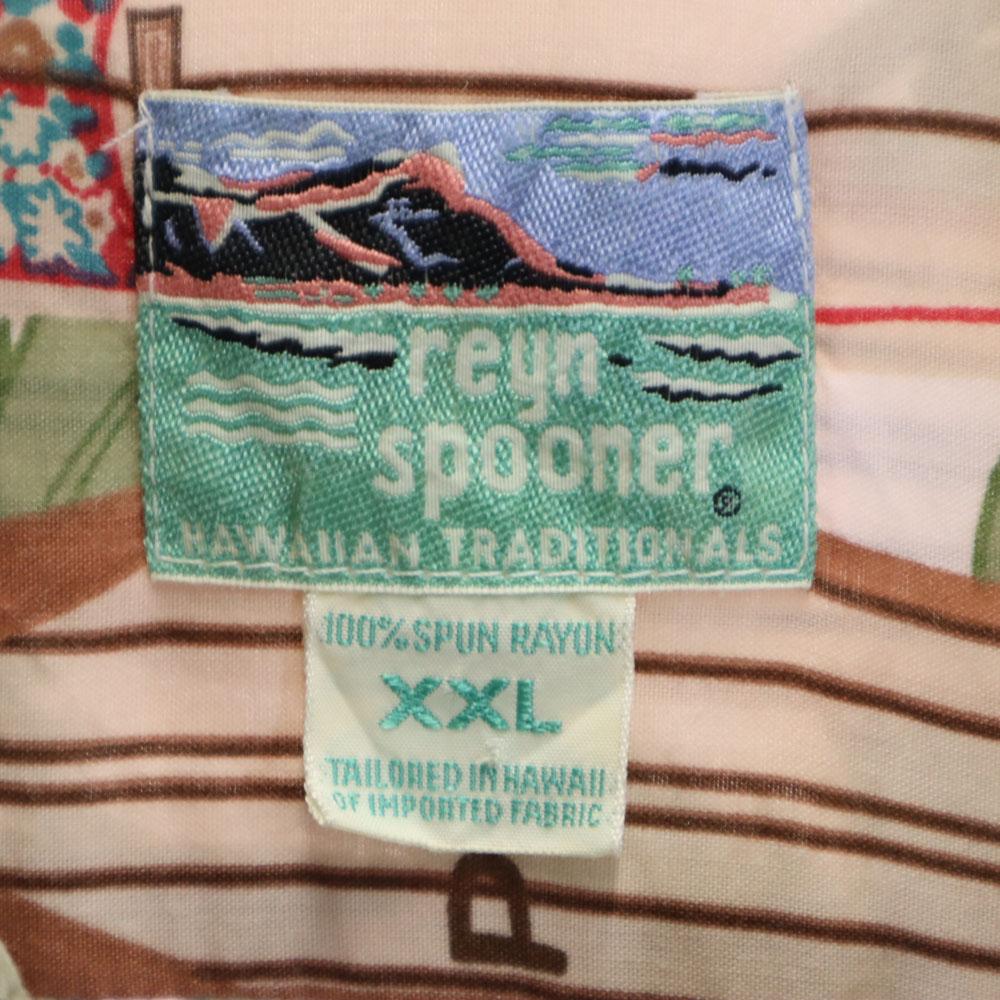 reyn
spooner®
HAWAIIAN TRADITIONALS
100% SPUN RAYON
XXL
TAILORED IN HAWAII
OF IMPORTED FABRIC